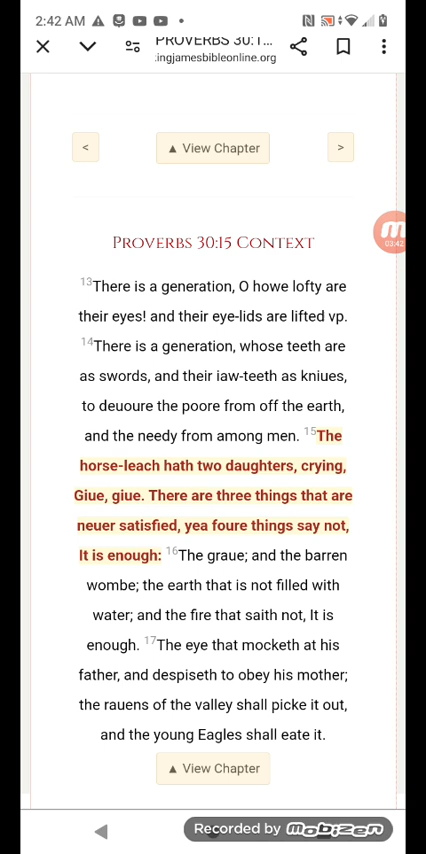 2:42 AM
PROVERBS 30:1...
.ingjamesbibleonline.org
< ▲ View Chapter >
PROVERBS 30:15 CONTEXT
13There is a generation, O howe lofty are
their eyes! and their eye-lids are lifted vp.
14There is a generation, whose teeth are
as swords, and their iaw-teeth as kniues,
to deuoure the poore from off the earth,
and the needy from among men. 15The
horse-leach hath two daughters, crying,
Giue, giue. There are three things that are
neuer satisfied, yea foure things say not,
It is enough: 16The graue; and the barren
wombe; the earth that is not filled with
water; and the fire that saith not, It is
enough. 17The eye that mocketh at his
father, and despiseth to obey his mother;
the rauens of the valley shall picke it out,
and the young Eagles shall eate it.
▲ View Chapter
m
03:42
Recorded by mobizen